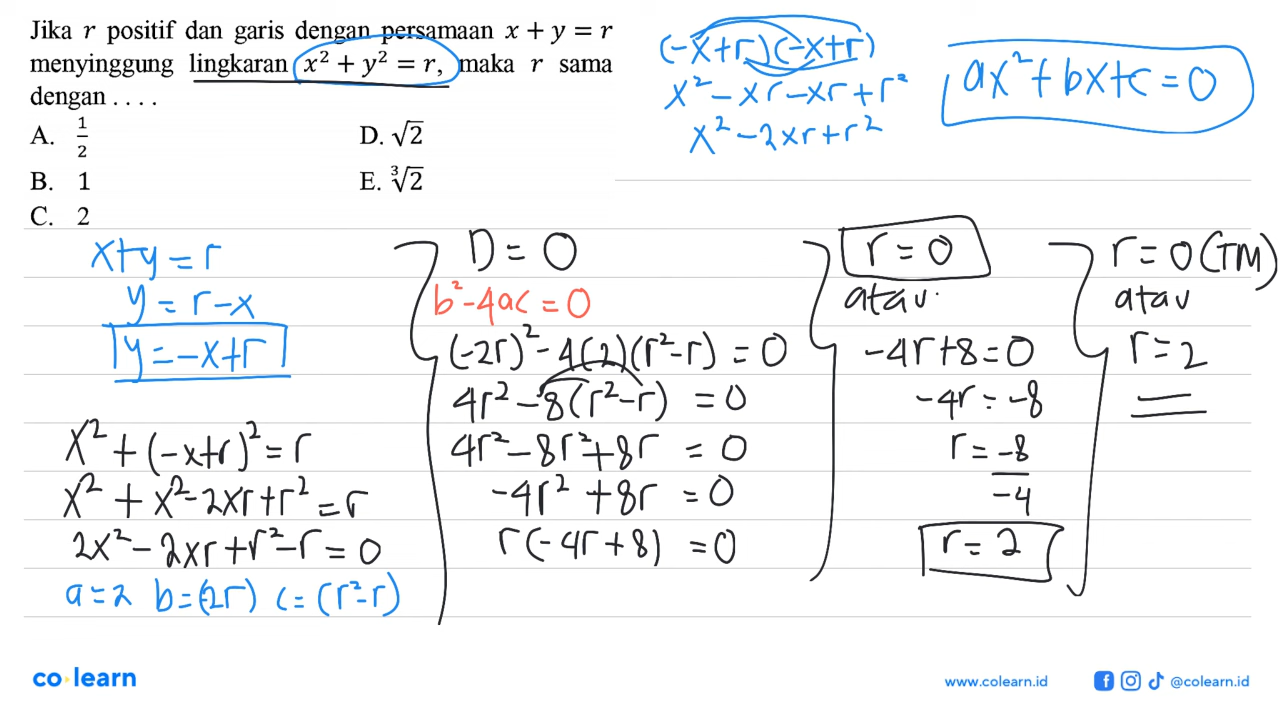 Jika r positif dan garis dengan persamaan x + y = r
menyinggung lingkaran x² + y² = r, maka r sama
dengan . . . .
A. 1/2
B. 1
C. 2
D. √2
E. ³√2
(-x+r)(-x+r)
x² - xr - xr + r²
x² - 2xr + r²
ax² + bx + c = 0
x+y = r
y = r - x
y = -x+r
x² + (-x+r)² = r
x² + x² - 2xr + r² = r
2x² - 2xr + r² - r = 0
a = 2 b = (-2r) c = (r² - r)
D = 0
b² - 4ac = 0
(-2r)² - 4(2)(r² - r) = 0
4r² - 8(r² - r) = 0
4r² - 8r² + 8r = 0
-4r² + 8r = 0
r(-4r + 8) = 0
r = 0
atau
-4r + 8 = 0
-4r = -8
r = -8/-4
r = 2
r = 0 (TM)
atau
r = 2
co learn
www.colearn.id
@colearn.id